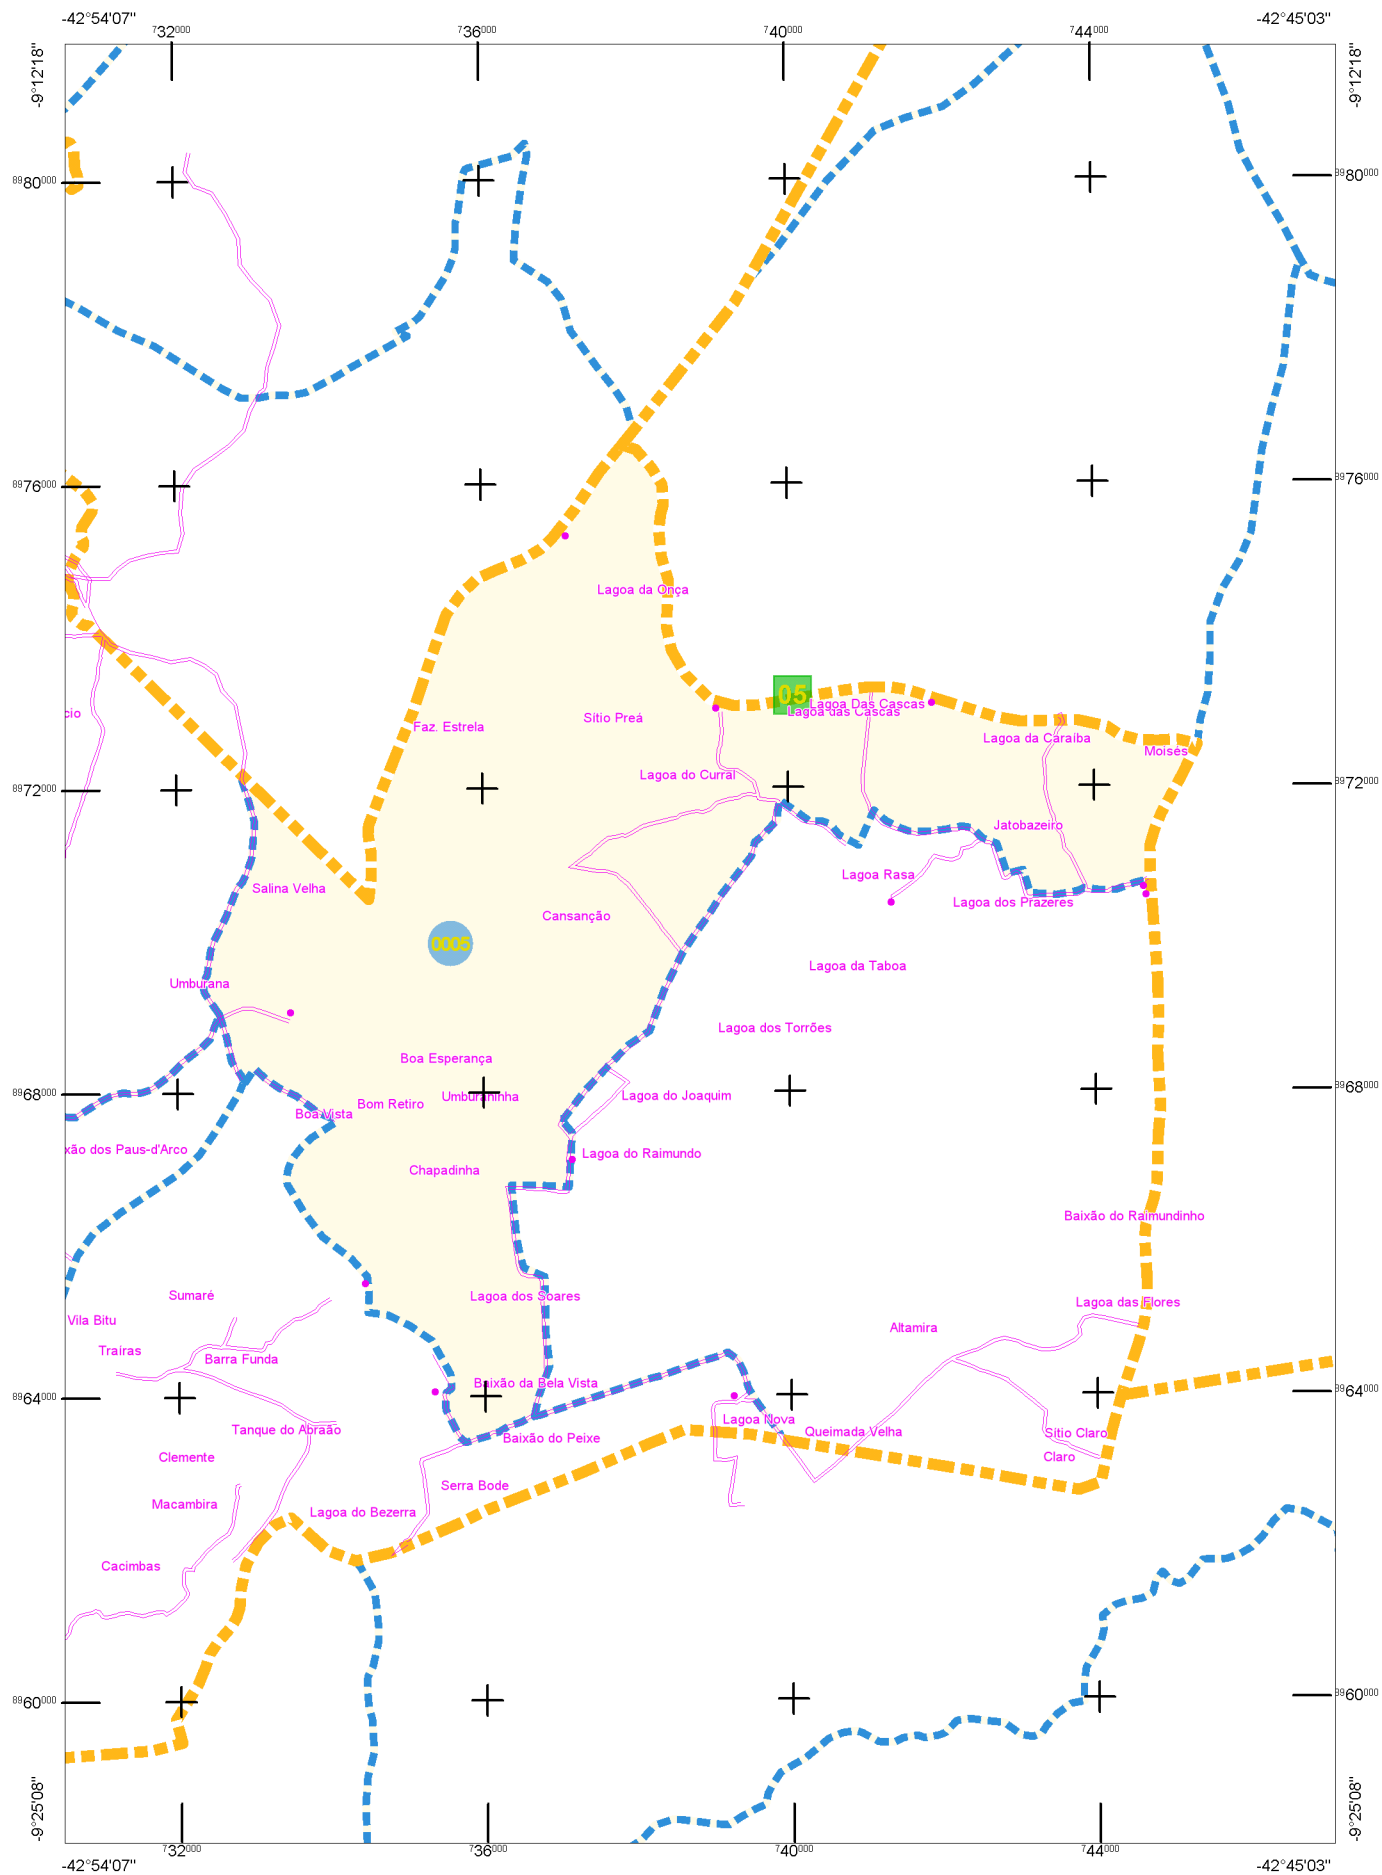 -42°54'07"
-42°45'03"
732000
736000
740000
744000
-9°12'18"
-9°12'18"
8980000
8980000
8976000
8976000
Lagoa da Onça
05
Lagoa Das Cascas
Lagoa das Cascas
cio
Sítio Preá
Faz. Estrela
Lagoa da Caraiba
Moisés
Lagoa do Curral
8972000
8972000
Jatobazeiro
Lagoa Rasa
Salina Velha
Lagoa dos Prazeres
Cansanção
0005
Lagoa da Taboa
Umburana
Lagoa dos Torrões
Boa Esperança
8968000
8968000
Umburaninha
Lagoa do Joaquim
Bom Retiro
Boa Vista
xão dos Paus-d'Arco
Lagoa do Raimundo
Chapadinha
Baixão do Raimundinho
Sumaré
Lagoa dos Soares
Lagoa das Flores
Vila Bitu
Altamira
Trairas
Barra Funda
Baixão da Bela Vista
8964000
8964000
Lagoa Nova
Tanque do Abraão
Queimada Velha
Sítio Claro
Baixão do Peixe
Clemente
Claro
Serra Bode
Macambira
Lagoa do Bezerra
Cacimbas
8960000
8960000
-9°25'08"
-9°25'08"
732000
736000
740000
744000
-42°54'07"
-42°45'03"